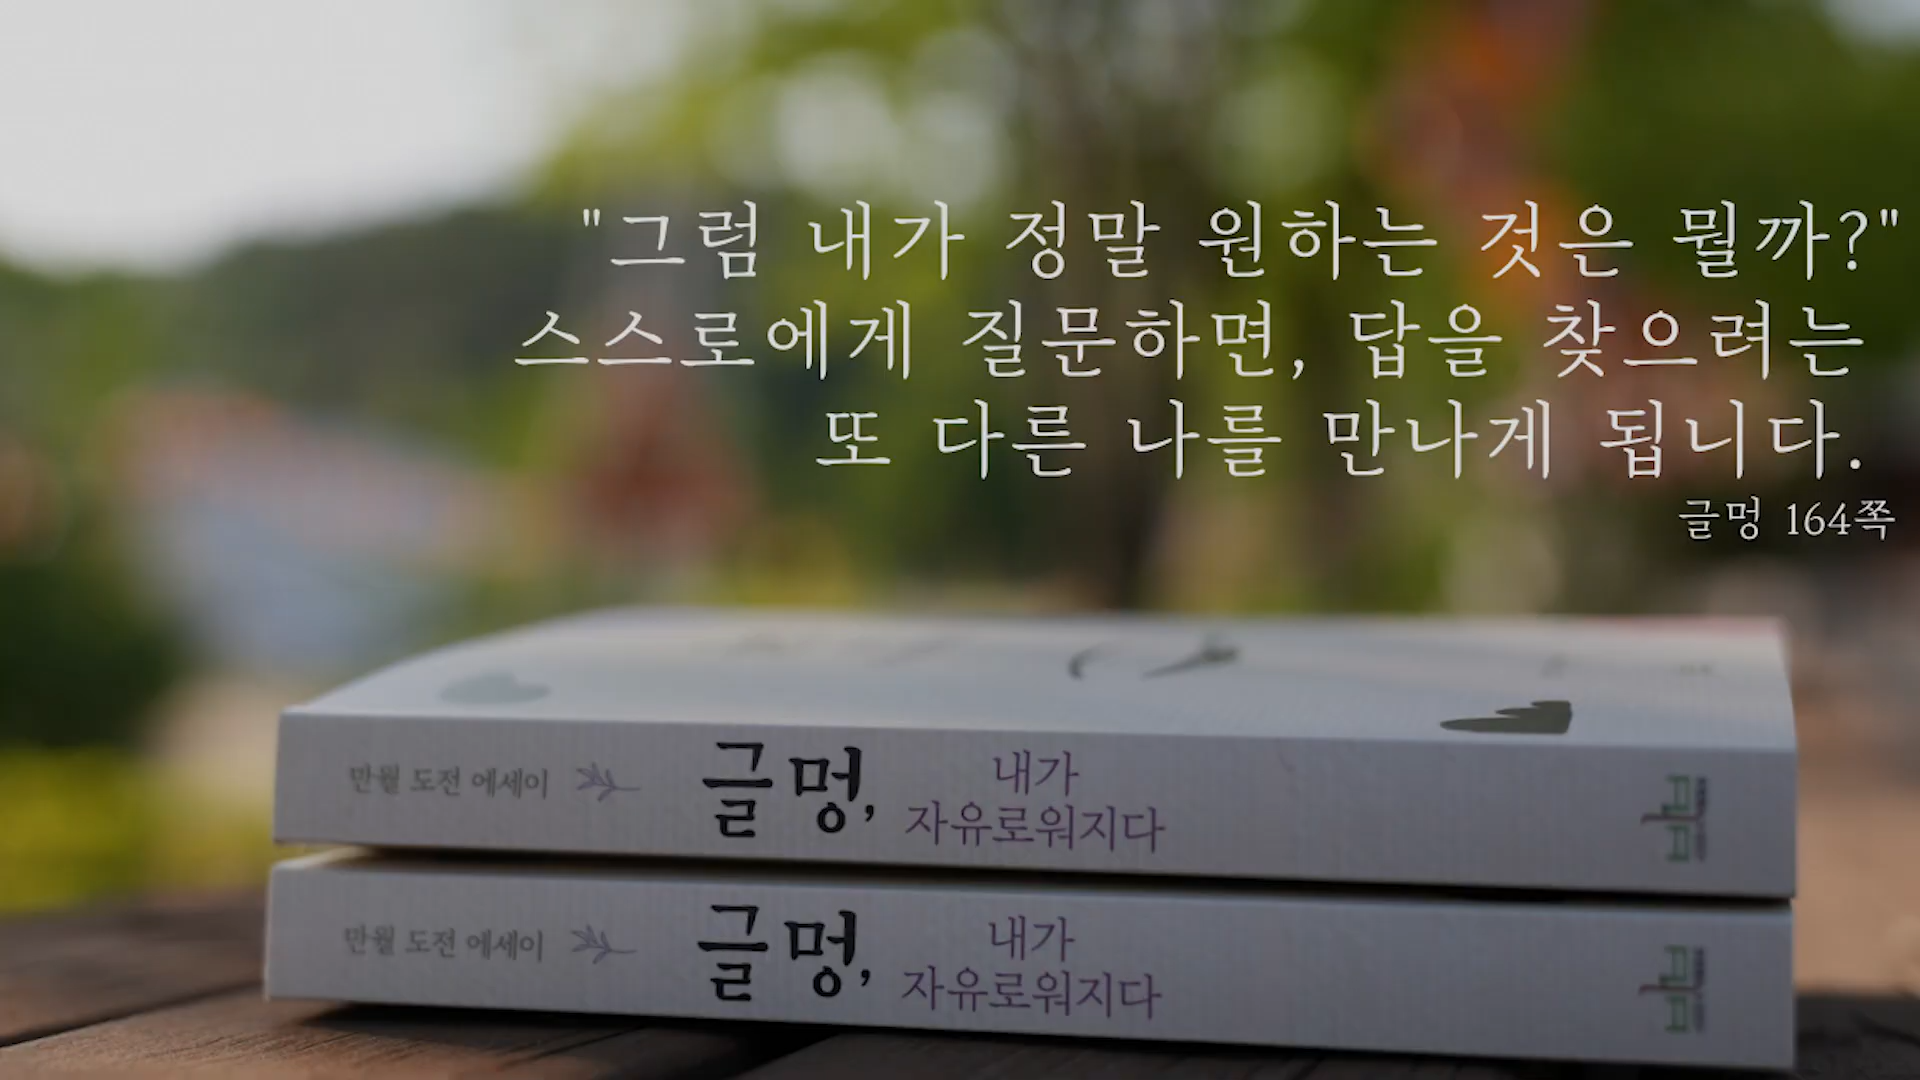 "그럼 내가 정말 원하는 것은 뭘까?"
스스로에게 질문하면, 답을 찾으려는
또 다른 나를 만나게 됩니다.
글멍 164쪽
만월 도전 에세이 글멍, 내가
자유로워지다
만월 도전 에세이 글멍, 내가
자유로워지다